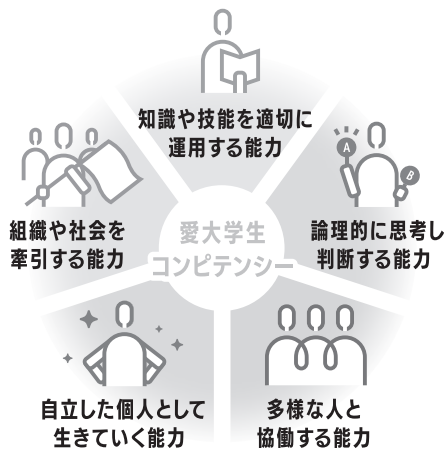 知識や技能を適切に
運用する能力
A
B
論理的に思考し
判断する能力
多様な人と
協働する能力
自立した個人として
生きていく能力
組織や社会を
牽引する能力
愛大学生
コンピテンシー